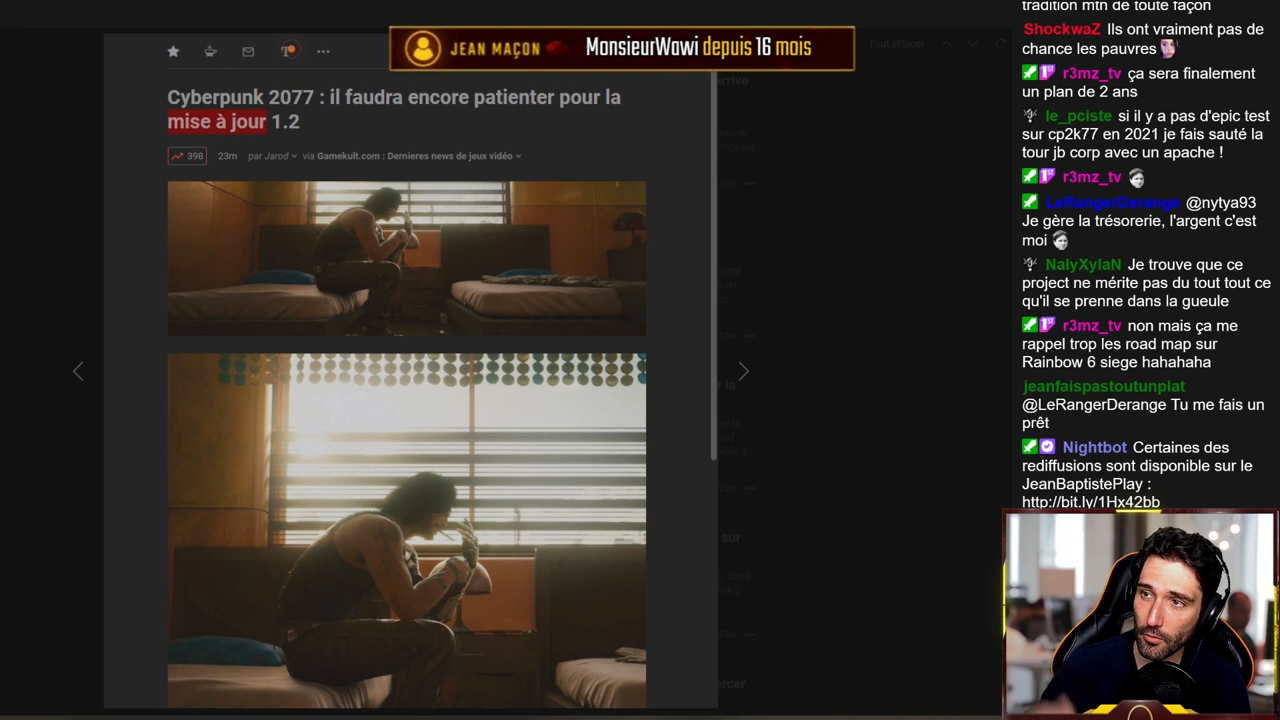 JEAN MAÇON MonsieurWawi depuis 16 mois
Tout effacer
Cyberpunk 2077 : il faudra encore patienter pour la
mise à jour 1.2
398 23m par Jarod via Gamekult.com : Dernieres news de jeux vidéo
tradition mtn de toute façon
ShockwaZ Ils ont vraiment pas de
chance les pauvres
r3mz_tv ça sera finalement
un plan de 2 ans
le_pciste si il y a pas d'epic test
sur cp2k77 en 2021 je fais sauté la
tour jb corp avec un apache !
r3mz_tv
LeRangerDerange @nytya93
Je gère la trésorerie, l'argent c'est
moi
NalyXylaN Je trouve que ce
project ne mérite pas du tout tout ce
qu'il se prenne dans la gueule
r3mz_tv non mais ça me
rappel trop les road map sur
Rainbow 6 siege hahahaha
jeanfaispastoutunplat
@LeRangerDerange Tu me fais un
prêt
Nightbot Certaines des
rediffusions sont disponible sur le
JeanBaptistePlay :
http://bit.ly/1Hx42bb